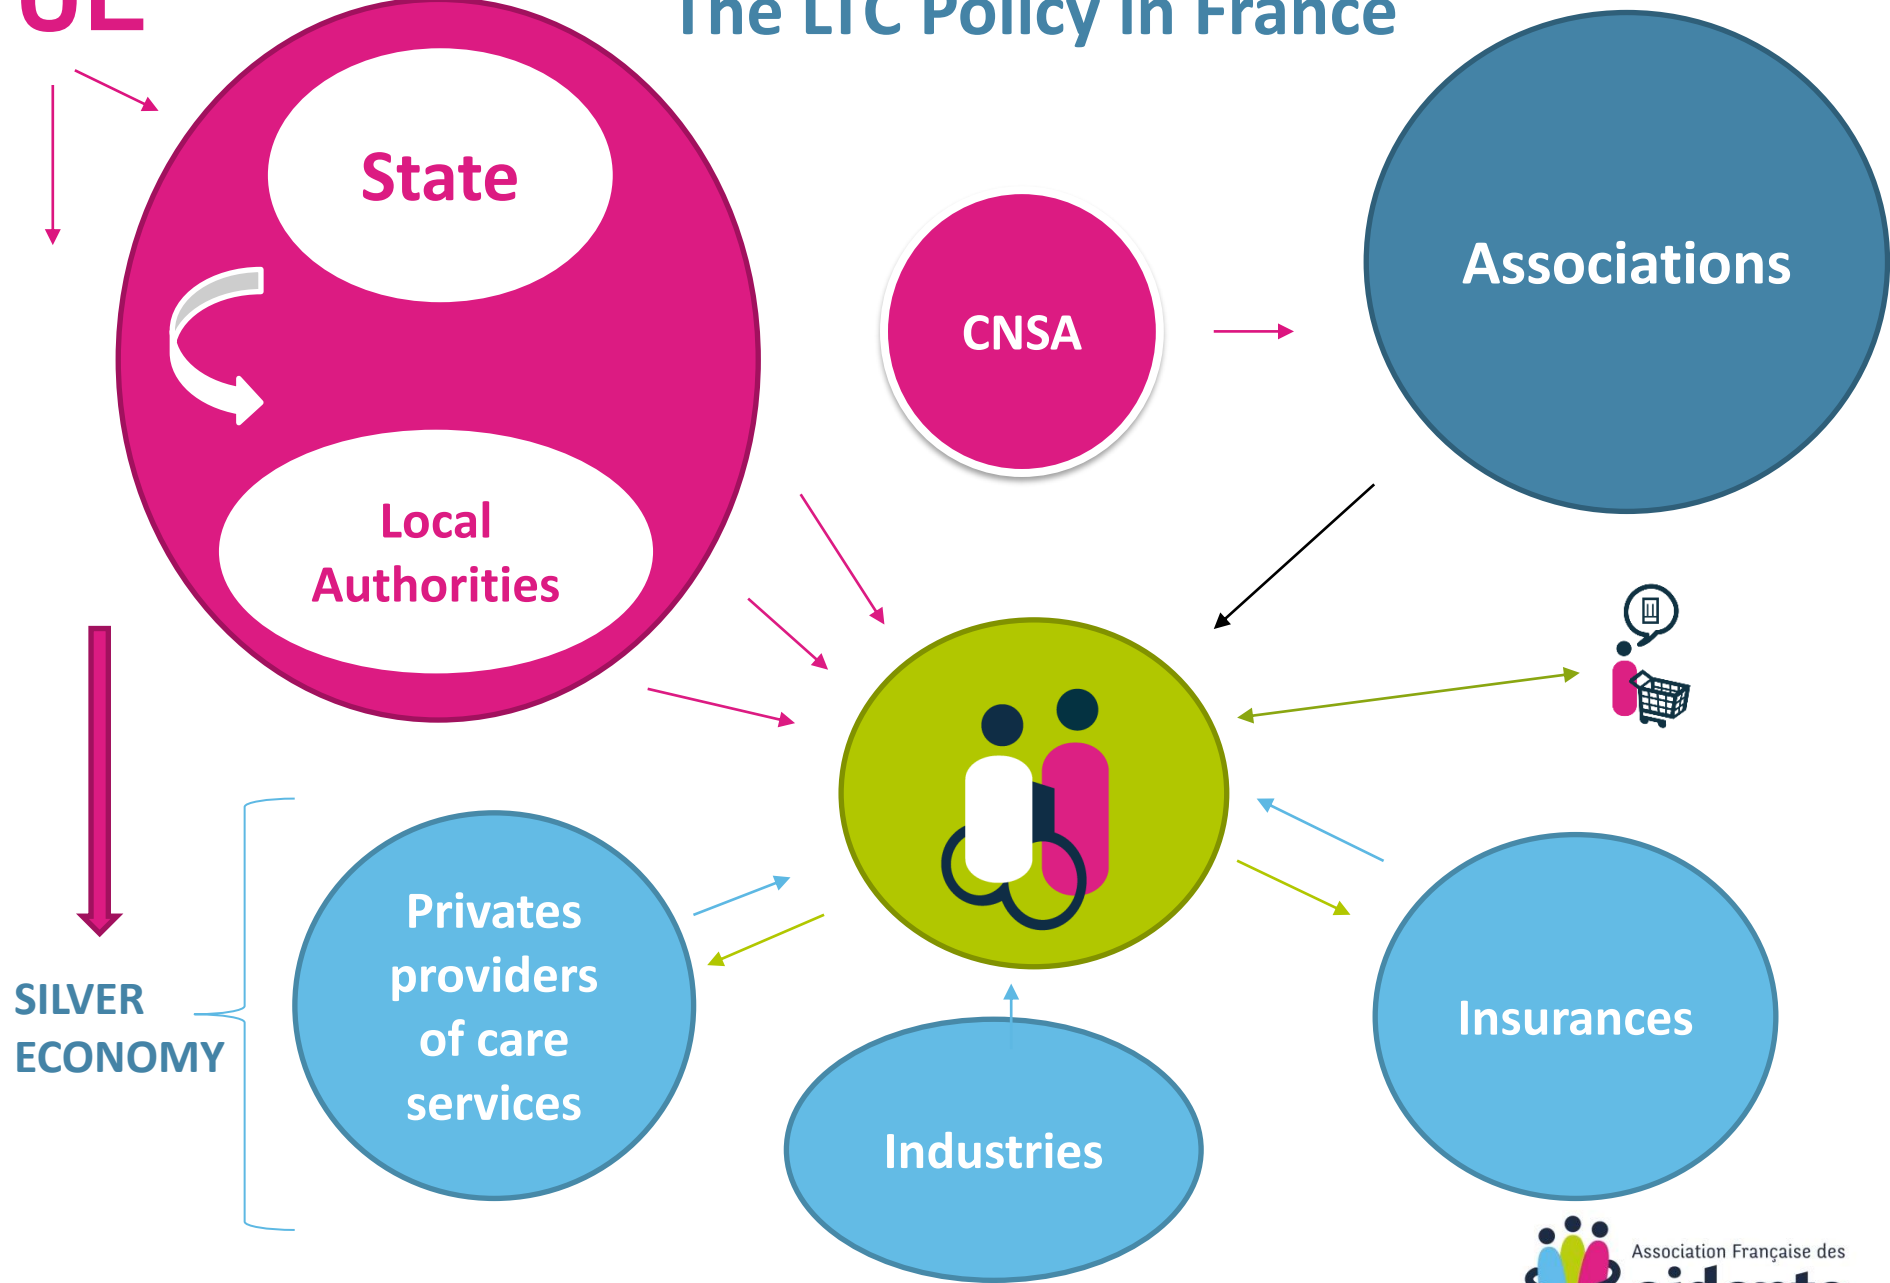 UE
The LTC Policy in France
State
Associations
CNSA
Local
Authorities
Privates
providers
of care
services
SILVER
ECONOMY
Insurances
Industries
Association Française des
aidants